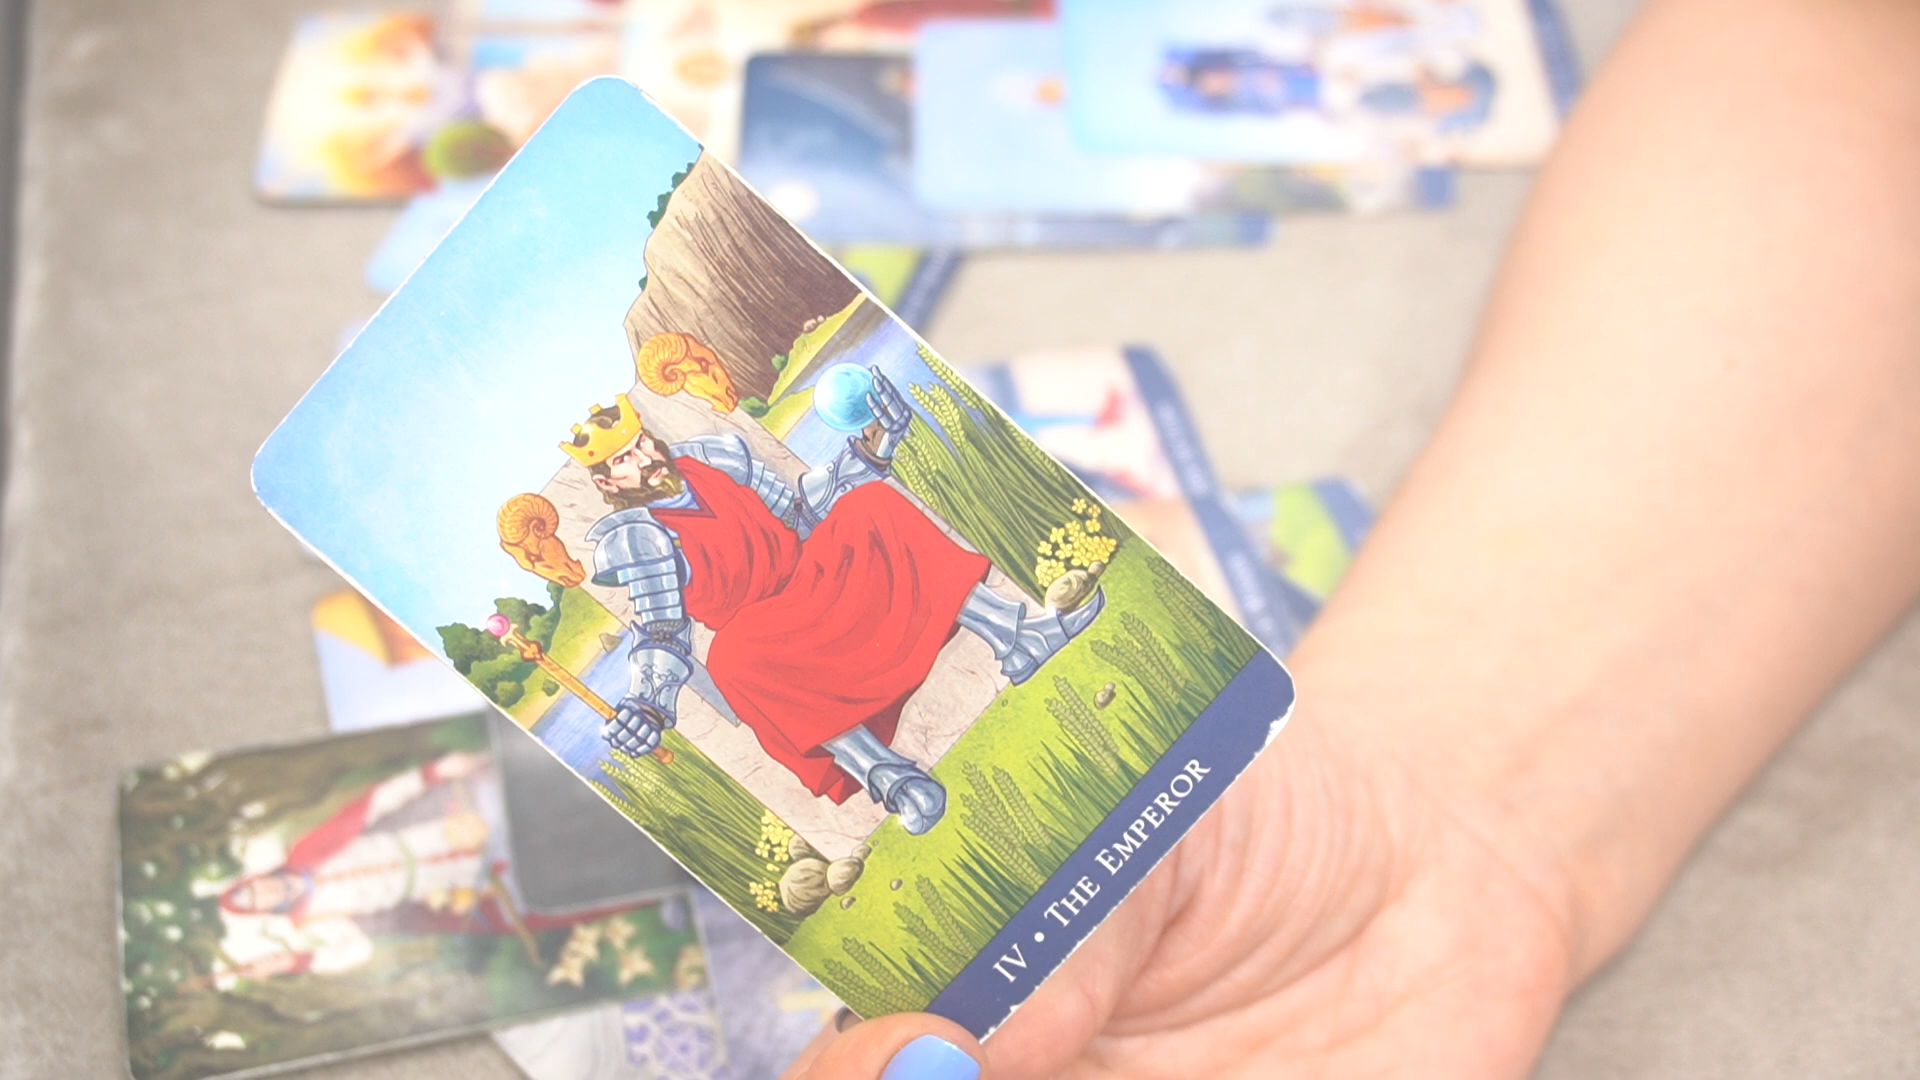 IV • THE EMPEROR